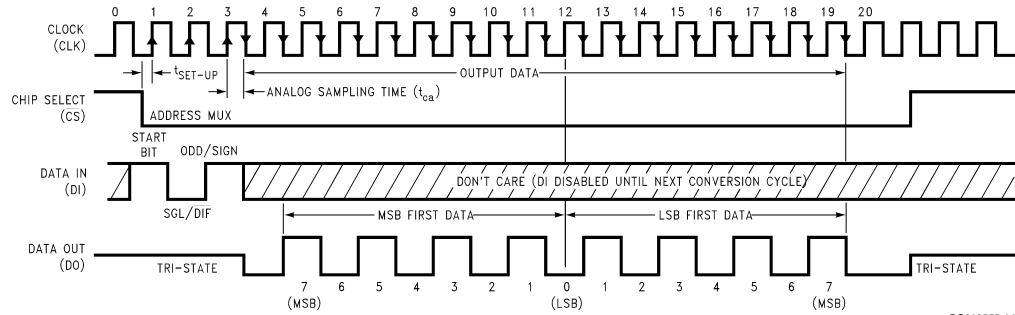 0 1 2 3 4 5 6 7 8 9 10 11 12 13 14 15 16 17 18 19 20
CLOCK
(CLK)
tSET-UP
OUTPUT DATA
ANALOG SAMPLING TIME (tca)
CHIP SELECT
(CS)
ADDRESS MUX
START
BIT
ODD/SIGN
DATA IN
(DI)
DON'T CARE (DI DISABLED UNTIL NEXT CONVERSION CYCLE)
SGL/DIF
MSB FIRST DATA
LSB FIRST DATA
DATA OUT
(DO)
TRI-STATE
TRI-STATE
7 6 5 4 3 2 1 0 1 2 3 4 5 6 7
(MSB) (LSB) (MSB)